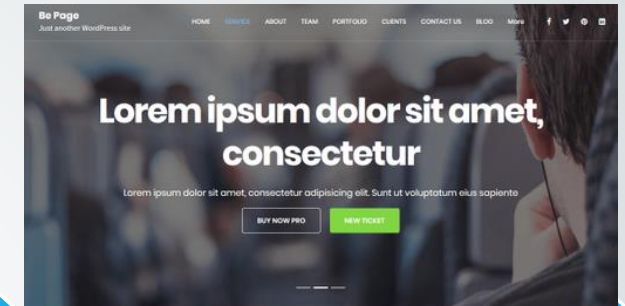 Be Page
Just another WordPress site
HOME SERVICE ABOUT TEAM PORTFOLIO CLIENTS CONTACT US BLOG More
Lorem ipsum dolor sit amet,
consectetur
Lorem ipsum dolor sit amet, consectetur adipisicing elit. Sunt ut voluptatum eius sapiente
BUY NOW PRO NEW TICKET